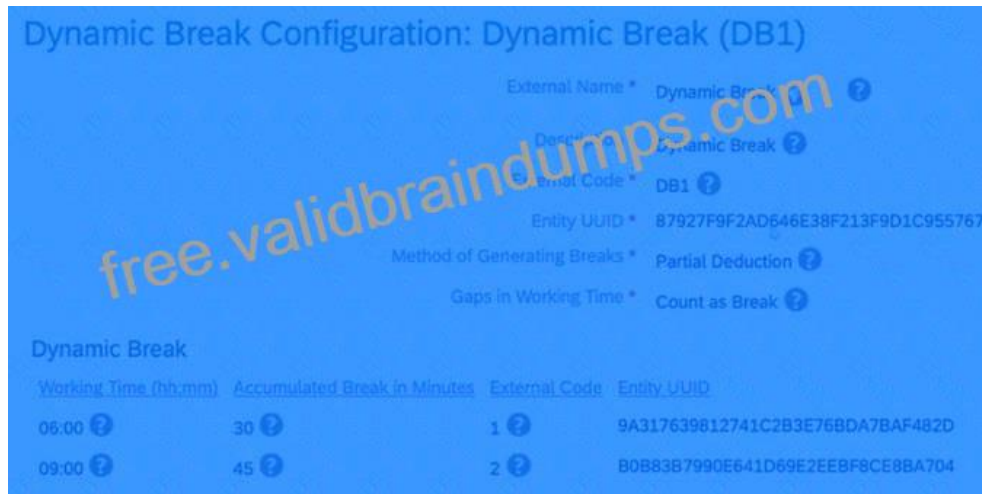 Dynamic Break Configuration: Dynamic Break (DB1)
External Name * Dynamic Break
Dynamic Break
Code * DB1
Entity UUID * 87927F9F2AD646E38F213F9D1C955767
Method of Generating Breaks * Partial Deduction
Gaps in Working Time * Count as Break
free.validbraindumps.com
Dynamic Break
Working Time (hh:mm) Accumulated Break in Minutes External Code Entity UUID
06:00 30 1 9A317639812741C2B3E76BDA7BAF482D
09:00 45 2 B0B83B7990E641D69E2EEBF8CE8BA704